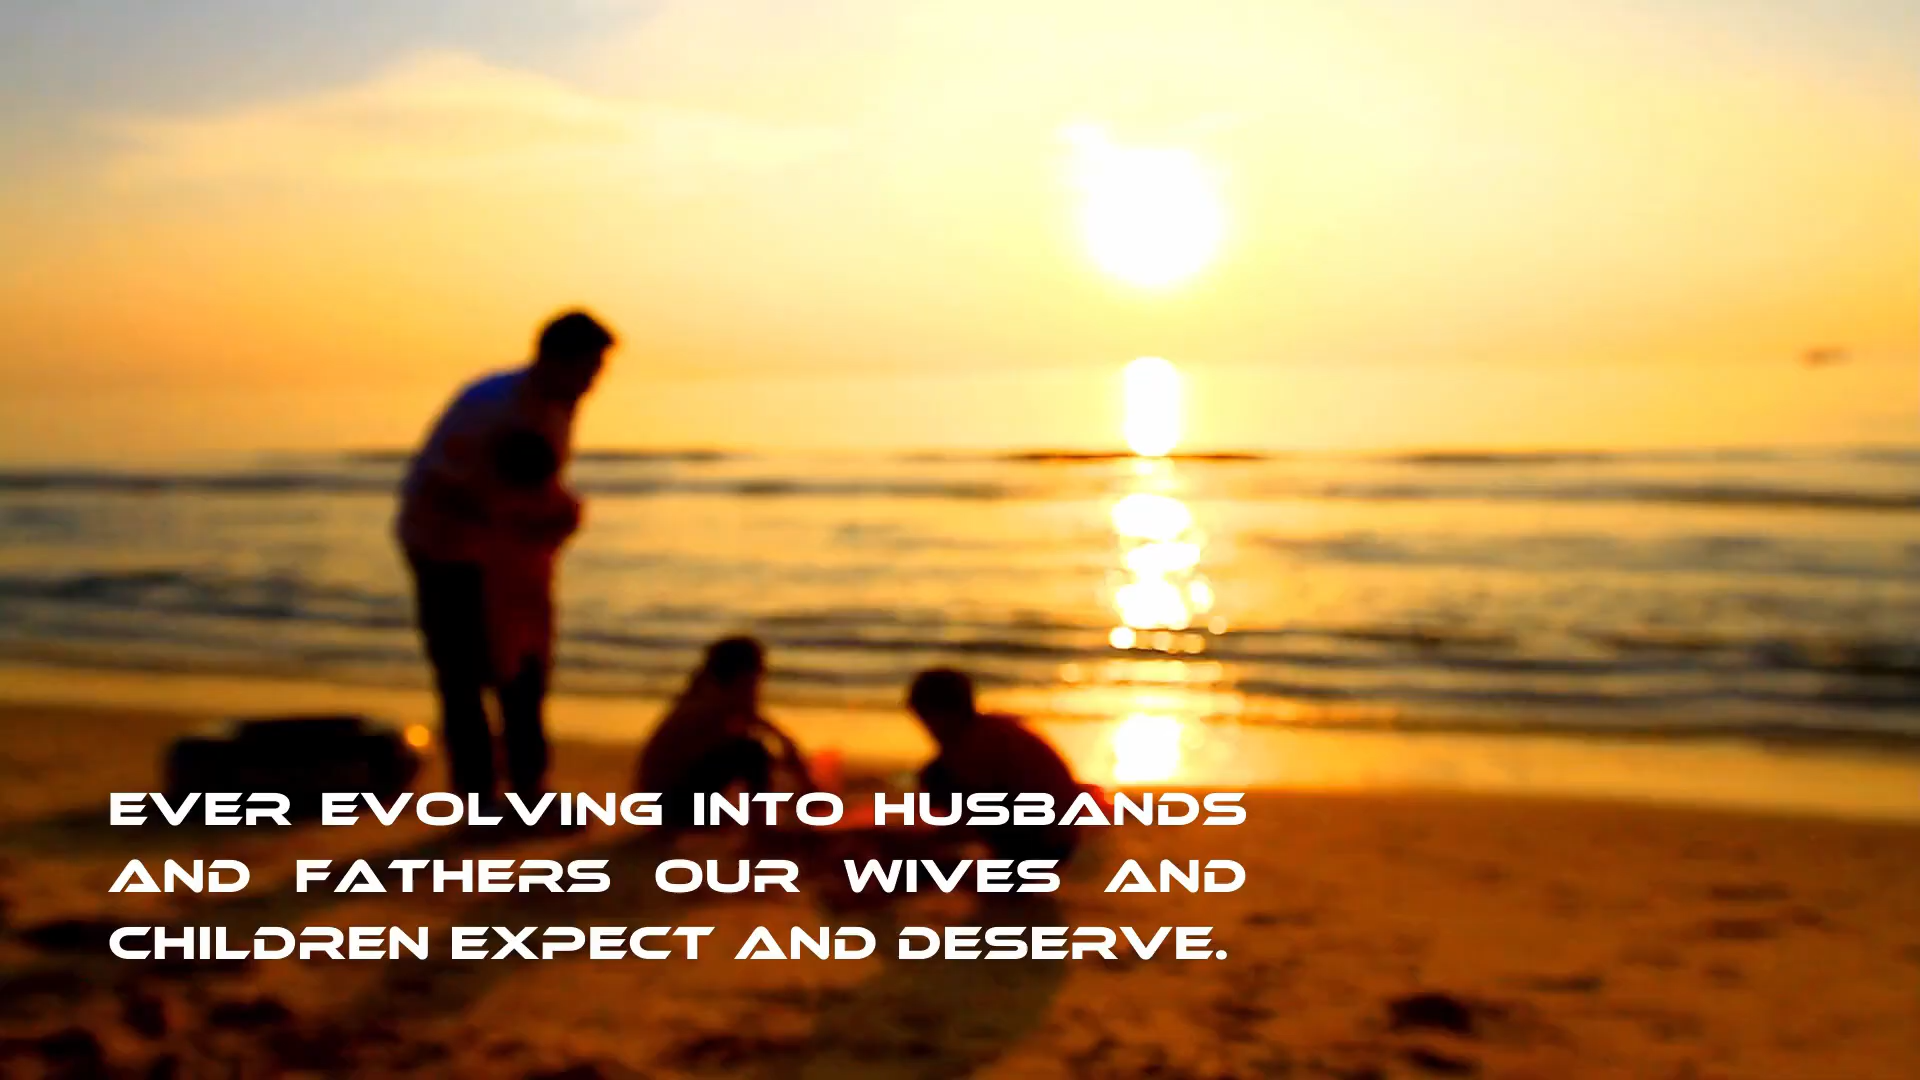 EVER EVOLVING INTO HUSBANDS
AND FATHERS OUR WIVES AND
CHILDREN EXPECT AND DESERVE.